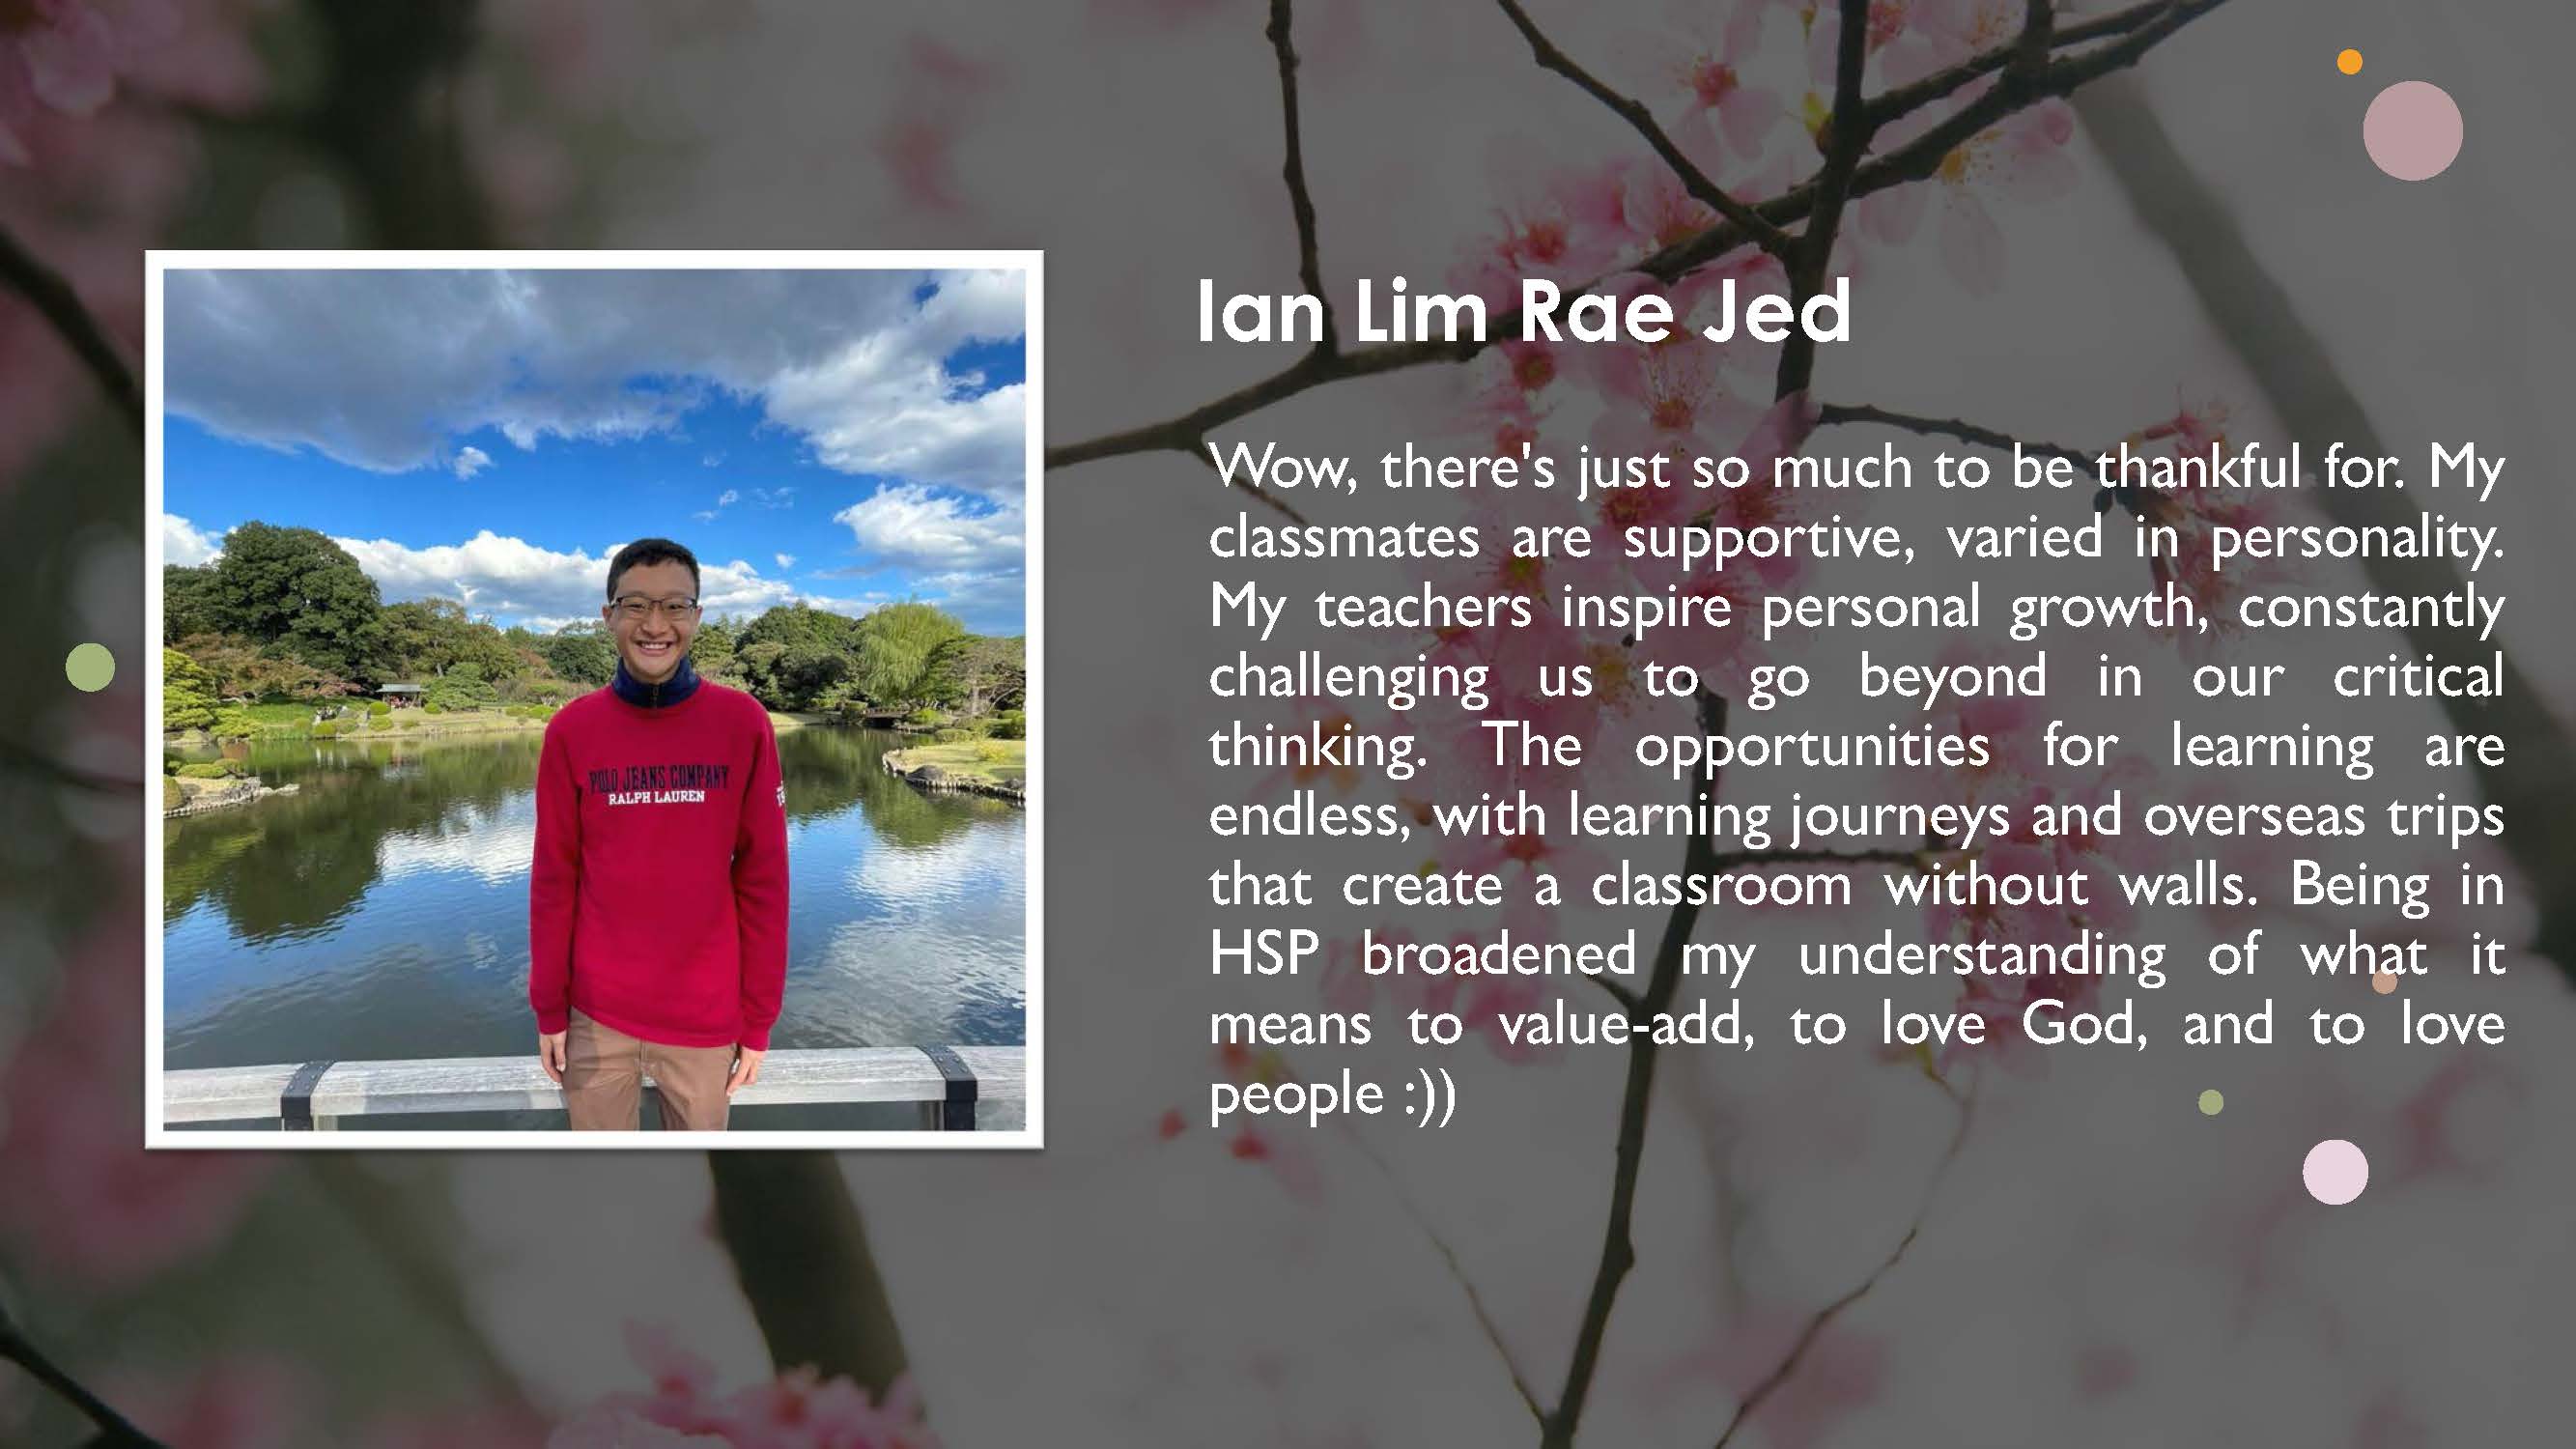 Ian Lim Rae Jed
Wow, there's just so much to be thankful for. My
classmates are supportive, varied in personality.
My teachers inspire personal growth, constantly
challenging us to go beyond in our critical
thinking. The opportunities for learning are
endless, with learning journeys and overseas trips
that create a classroom without walls. Being in
HSP broadened my understanding of what it
means to value-add, to love God, and to love
people :))
POLO JEANS COMPANY
RALPH LAUREN